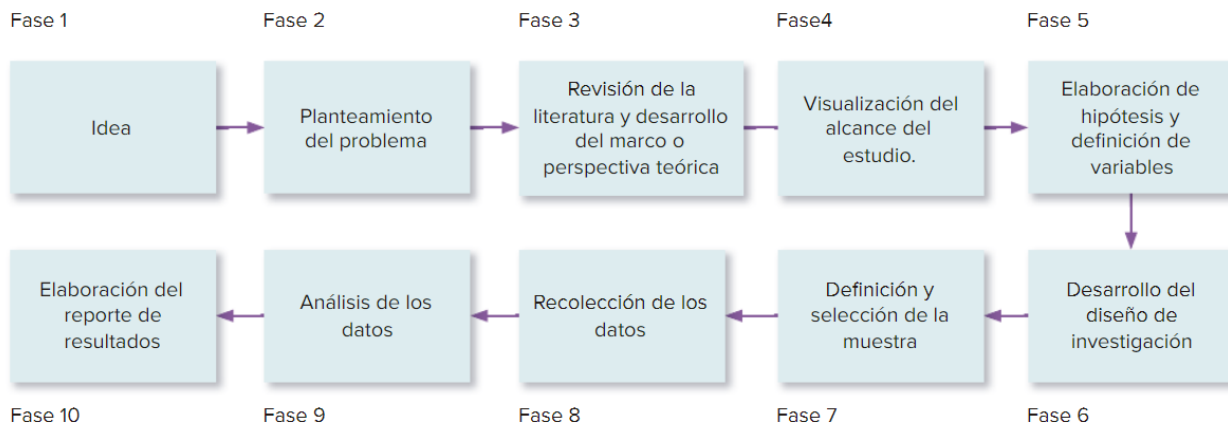 Fase 1
Fase 2
Fase 3
Fase4
Fase 5
Idea
Planteamiento
del problema
Revisión de la
literatura y desarrollo
del marco o
perspectiva teórica
Visualización del
alcance del
estudio.
Elaboración de
hipótesis y
definición de
variables
Elaboración del
reporte de
resultados
Análisis de los
datos
Recolección de los
datos
Definición y
selección de la
muestra
Desarrollo del
diseño de
investigación
Fase 10
Fase 9
Fase 8
Fase 7
Fase 6